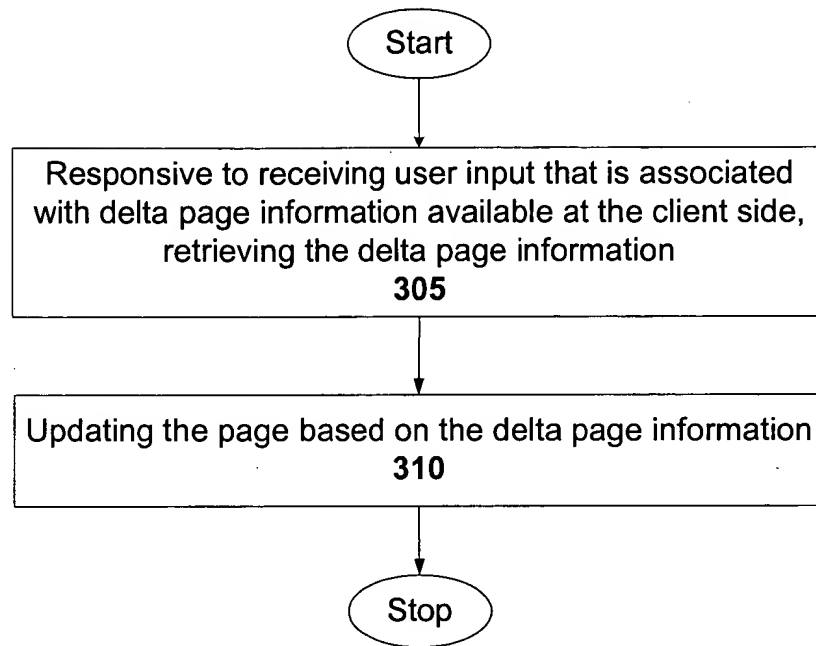 Start
Responsive to receiving user input that is associated
with delta page information available at the client side,
retrieving the delta page information
305
Updating the page based on the delta page information
310
Stop